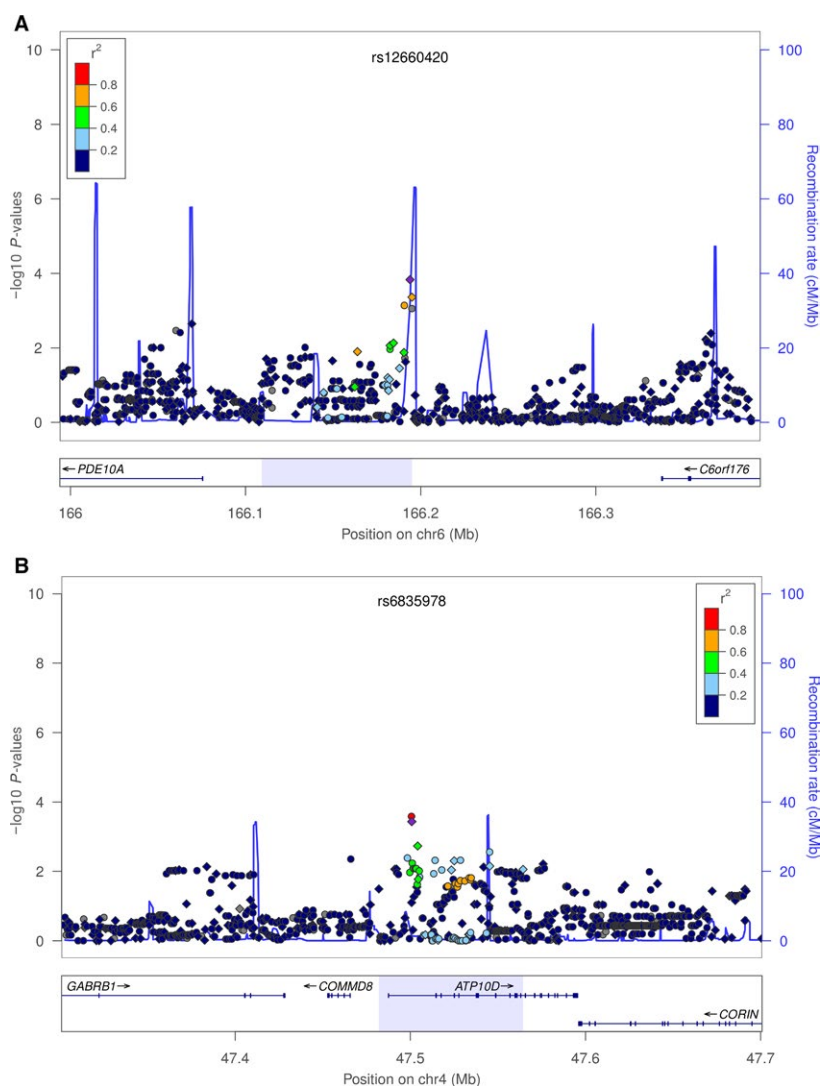 A
rs12660420
r²
0.8
0.6
0.4
0.2
10
8
6
4
2
0
−log10 P-values
100
80
60
40
20
0
Recombination rate (cM/Mb)
←PDE10A
←C6orf176
166
166.1
166.2
166.3
Position on chr6 (Mb)
B
rs6835978
r²
0.8
0.6
0.4
0.2
10
8
6
4
2
0
−log10 P-values
100
80
60
40
20
0
Recombination rate (cM/Mb)
GABRB1→
←COMMD8
ATP10D→
←CORIN
47.4
47.5
47.6
47.7
Position on chr4 (Mb)